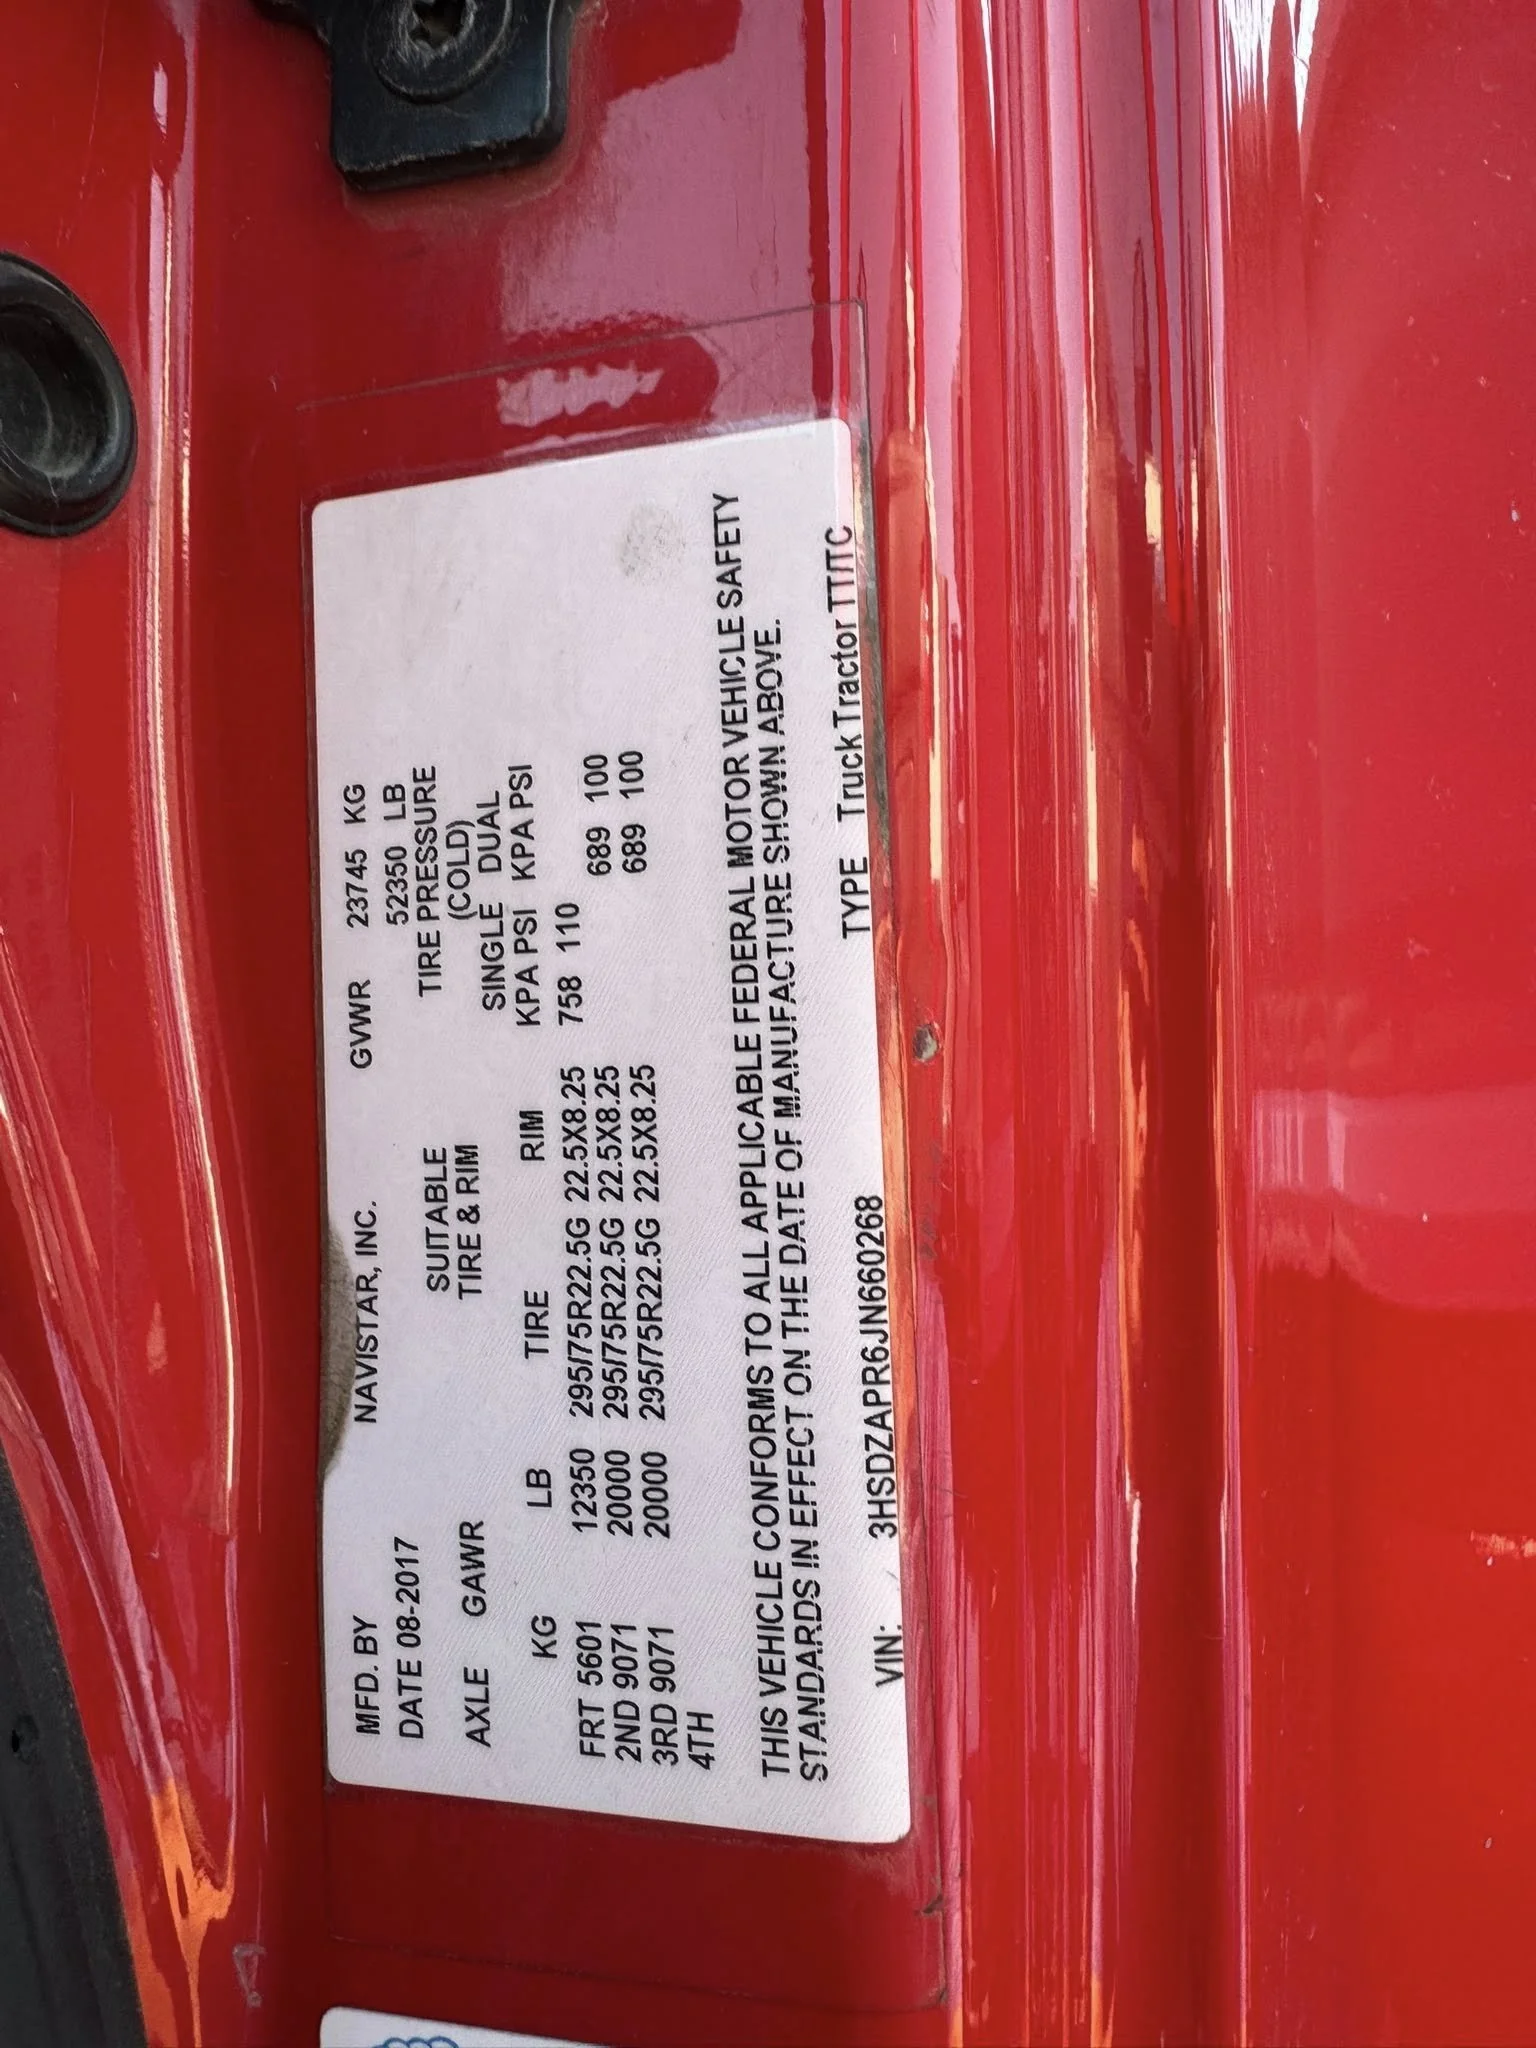 MFD. BY NAVISTAR, INC. GVWR 23745 KG
DATE 08-2017 52350 LB
SUITABLE TIRE PRESSURE
AXLE GAWR TIRE & RIM (COLD)
SINGLE DUAL
KG LB TIRE RIM KPA PSI KPA PSI
FRT 5601 12350 295/75R22.5G 22.5X8.25 758 110
2ND 9071 20000 295/75R22.5G 22.5X8.25 689 100
3RD 9071 20000 295/75R22.5G 22.5X8.25 689 100
4TH
THIS VEHICLE CONFORMS TO ALL APPLICABLE FEDERAL MOTOR VEHICLE SAFETY
STANDARDS IN EFFECT ON THE DATE OF MANUFACTURE SHOWN ABOVE.
VIN: 3HSDZAPR6JN660268 TYPE Truck Tractor TT/TC